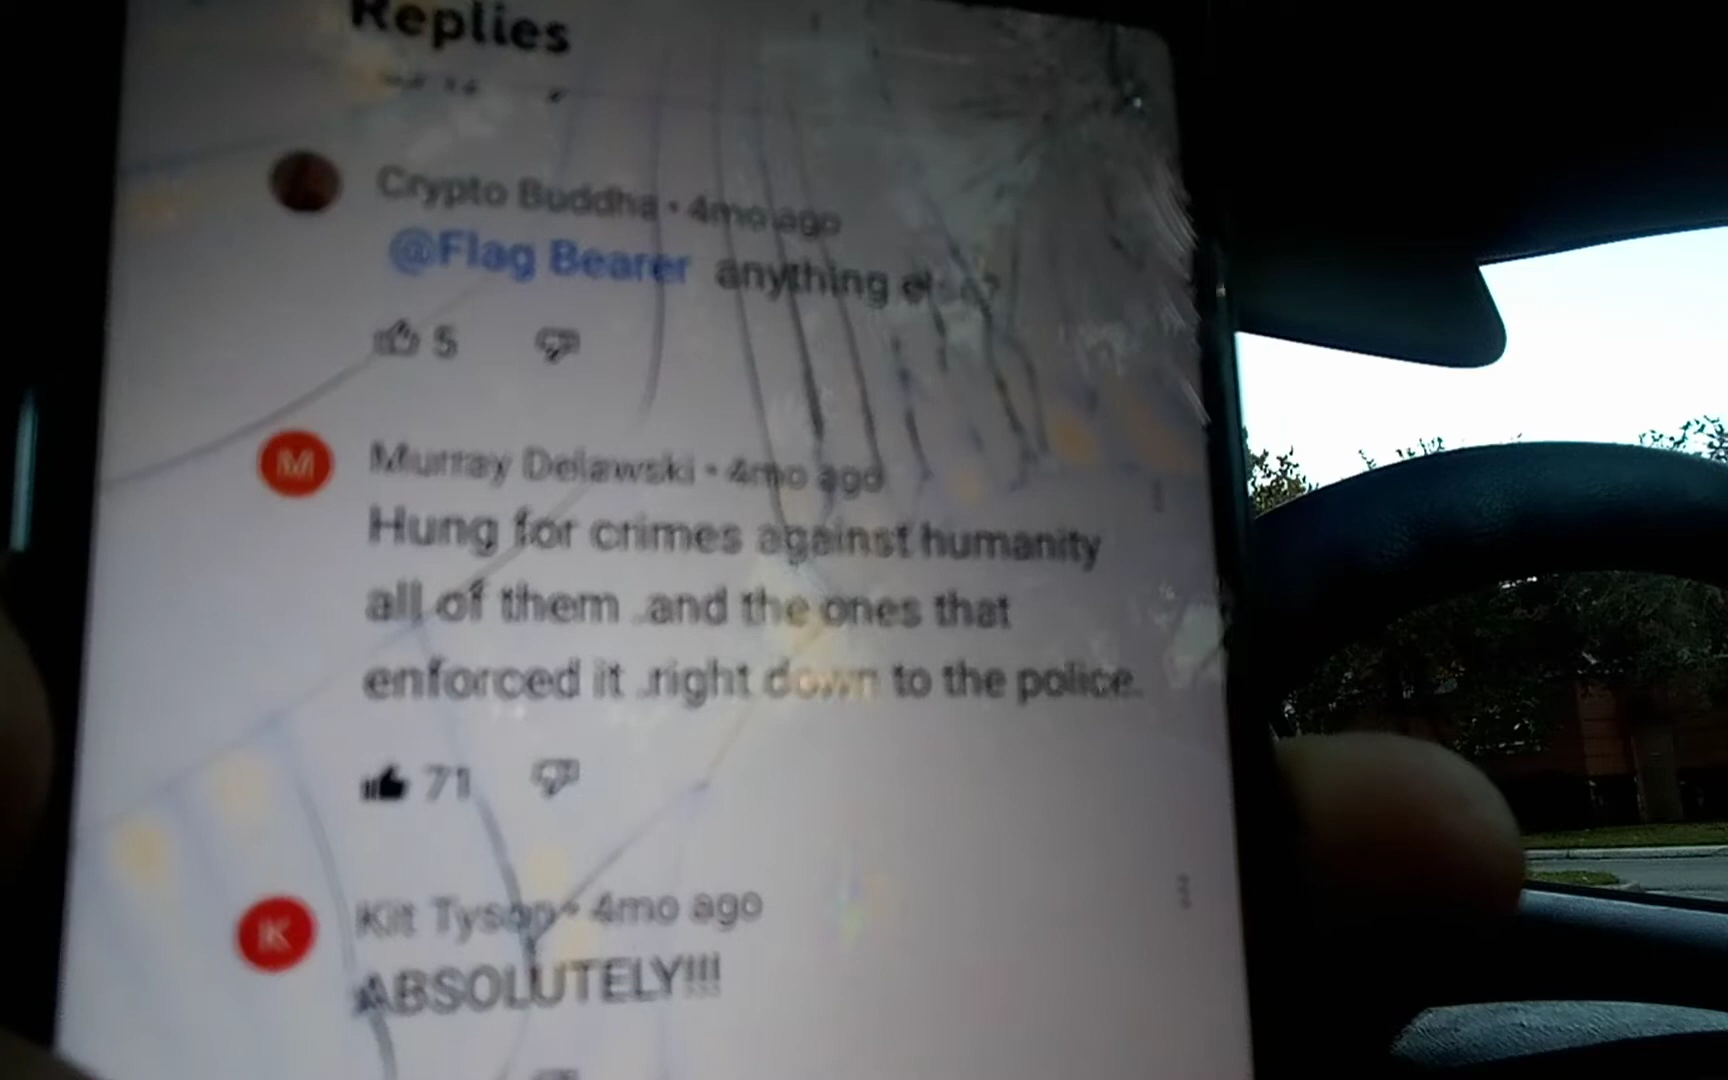 Replies
Crypto Buddha • 4mo ago
@Flag Bearer anything
5
M
Murray Delawski • 4mo ago
Hung for crimes against humanity
all of them .and the ones that
enforced it .right down to the police.
71
K
Kit Tyson • 4mo ago
ABSOLUTELY!!!